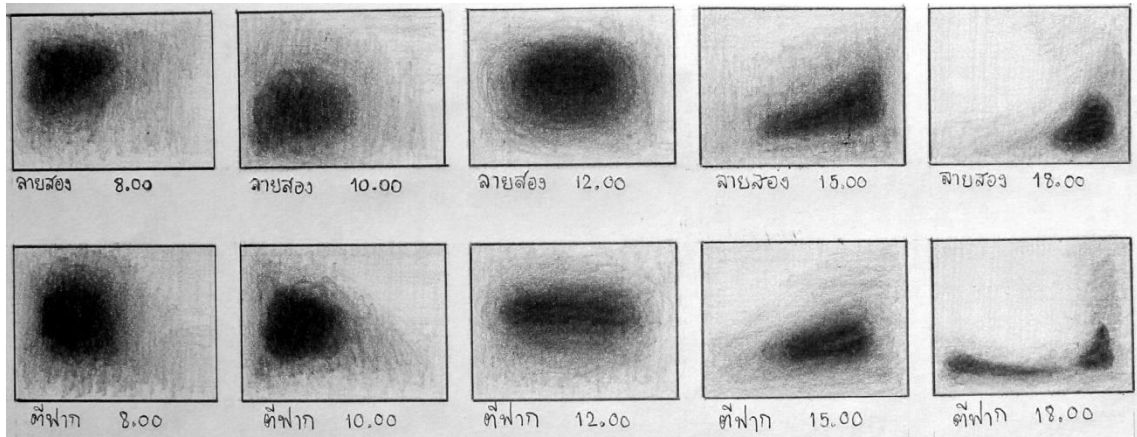 ลายสอง 8.00
ลายสอง 10.00
ลายสอง 12.00
ลายสอง 15.00
ลายสอง 18.00
ตีฟาก 8.00
ตีฟาก 10.00
ตีฟาก 12.00
ตีฟาก 15.00
ตีฟาก 18.00